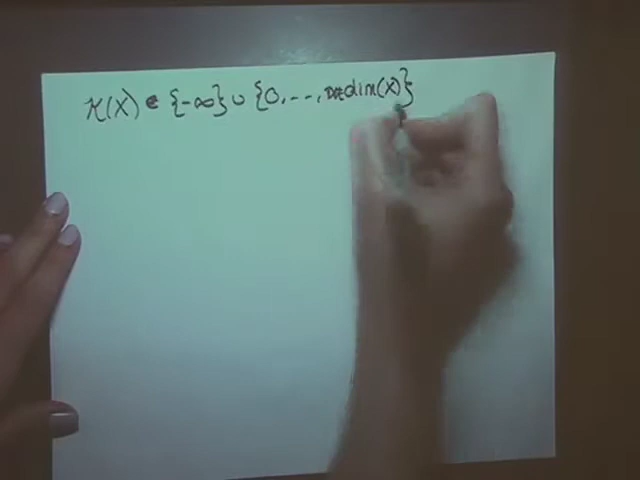 κ(X) ∈ {-∞} ∪ {0, ..., dim(X)}